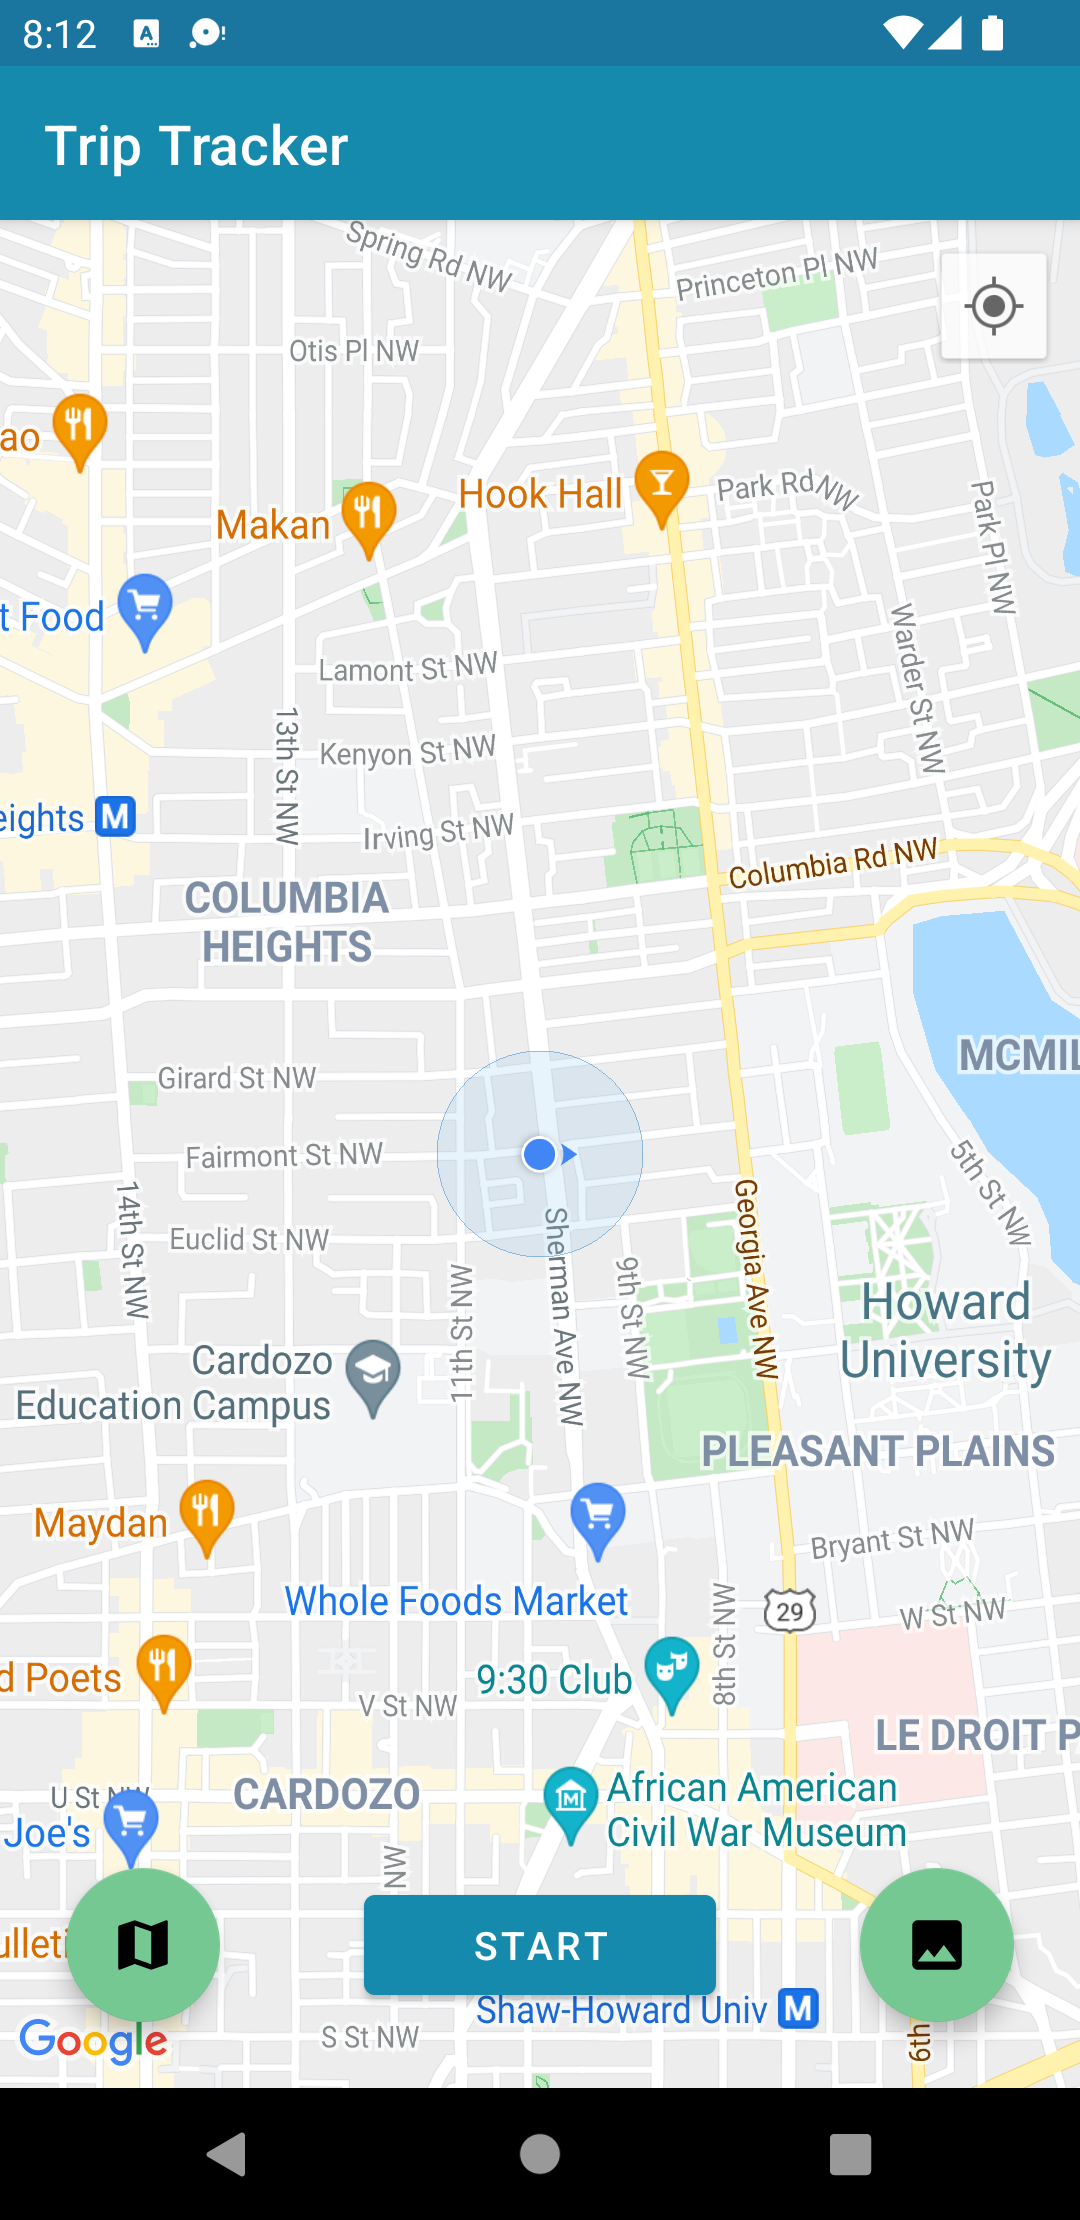 8:12
Trip Tracker
Spring Rd NW
Princeton Pl NW
Otis Pl NW
ao
Hook Hall
Park Rd NW
Makan
Park Pl NW
t Food
Warder St NW
Lamont St NW
13th St NW
Kenyon St NW
eights M
Irving St NW
Columbia Rd NW
COLUMBIA
HEIGHTS
MCMIL
Girard St NW
Fairmont St NW
5th St NW
14th St NW
Georgia Ave NW
Sherman Ave NW
Euclid St NW
9th St NW
11th St NW
Howard
University
Cardozo
Education Campus
PLEASANT PLAINS
Maydan
Bryant St NW
Whole Foods Market
29
W St NW
8th St NW
d Poets
9:30 Club
V St NW
LE DROIT P
U St NW
CARDOZO
African American
Civil War Museum
Joe's
NW
ulleti
START
Shaw-Howard Univ M
Google
S St NW
6th